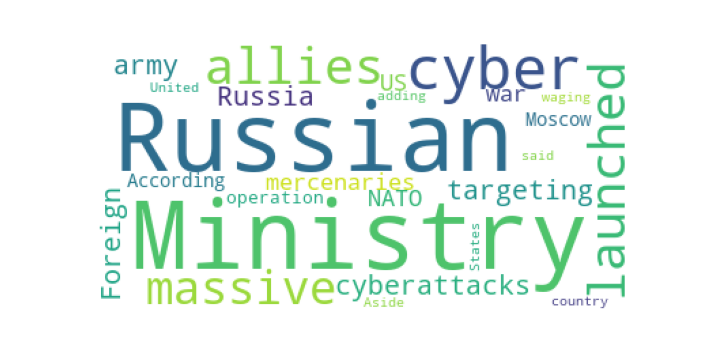 allies
cyber
army
US
United
Russia
adding
War
waging
Russian
Moscow
launched
said
According
mercenaries
targeting
operation
NATO
Foreign
Ministry
States
massive
cyberattacks
Aside
country